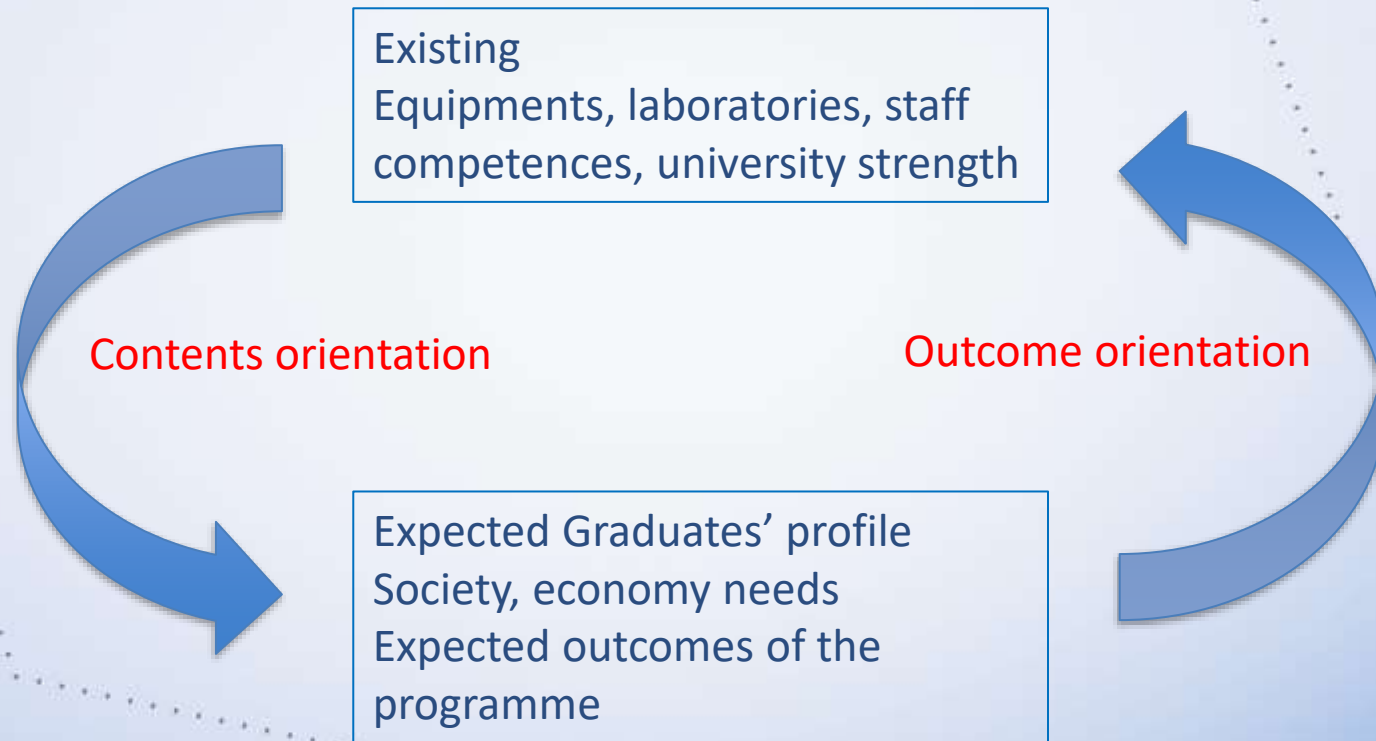 Existing
Equipments, laboratories, staff
competences, university strength
Contents orientation
Outcome orientation
Expected Graduates’ profile
Society, economy needs
Expected outcomes of the
programme